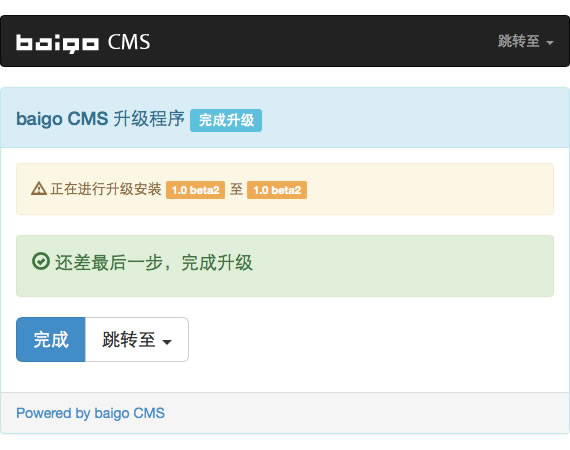 baigo CMS 跳转至
baigo CMS 升级程序 完成升级
正在进行升级安装 1.0 beta2 至 1.0 beta2
还差最后一步，完成升级
完成 跳转至
Powered by baigo CMS